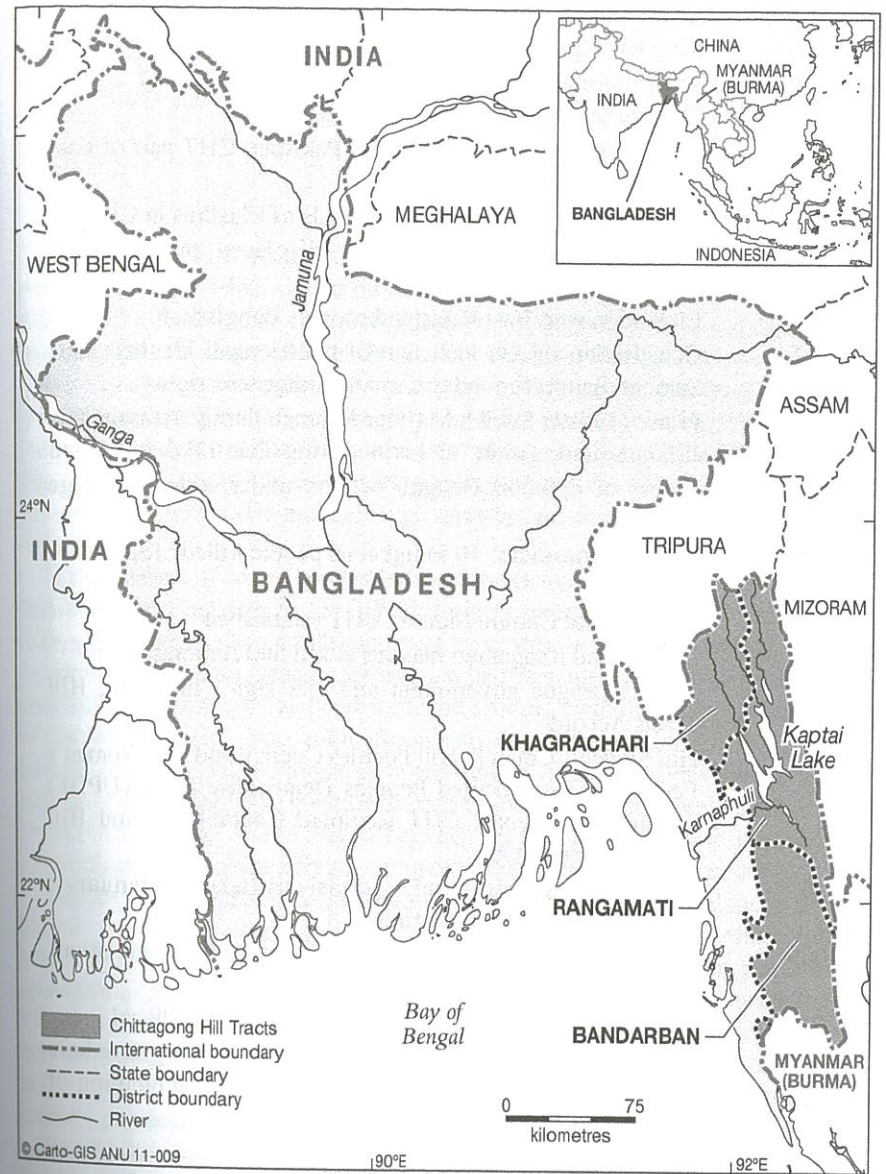 INDIA
CHINA
MYANMAR
(BURMA)
INDIA
BANGLADESH
INDONESIA
MEGHALAYA
WEST BENGAL
Jamuna
ASSAM
Ganga
24°N
INDIA
BANGLADESH
TRIPURA
MIZORAM
KHAGRACHARI
Kaptai
Lake
Karnaphuli
22°N
RANGAMATI
Bay of
Bengal
BANDARBAN
MYANMAR
(BURMA)
Chittagong Hill Tracts
International boundary
State boundary
District boundary
River
0 75
kilometres
© Carto-GIS ANU 11-009
90°E
92°E